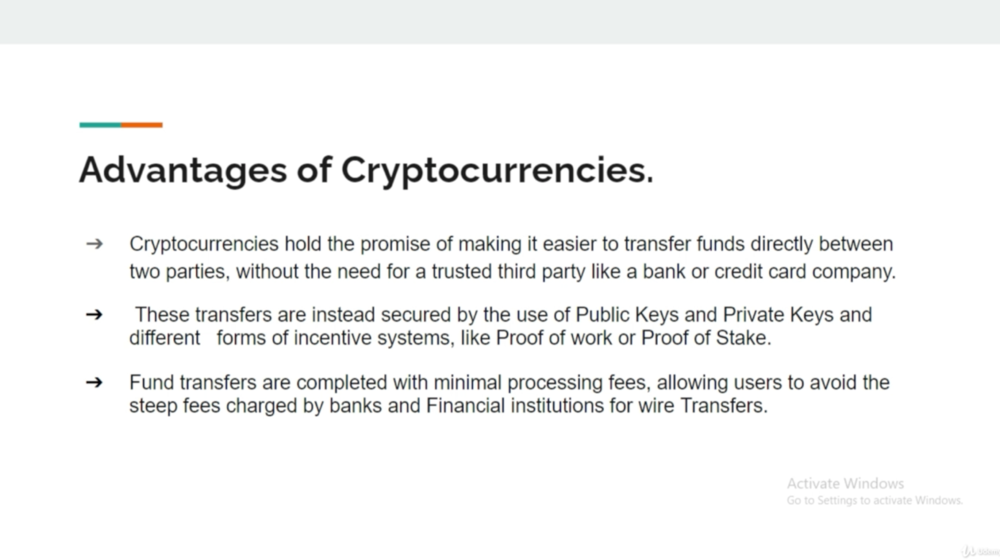 Advantages of Cryptocurrencies.
➔ Cryptocurrencies hold the promise of making it easier to transfer funds directly between
two parties, without the need for a trusted third party like a bank or credit card company.
➔ These transfers are instead secured by the use of Public Keys and Private Keys and
different forms of incentive systems, like Proof of work or Proof of Stake.
➔ Fund transfers are completed with minimal processing fees, allowing users to avoid the
steep fees charged by banks and Financial institutions for wire Transfers.
Activate Windows
Go to Settings to activate Windows.
Udemy